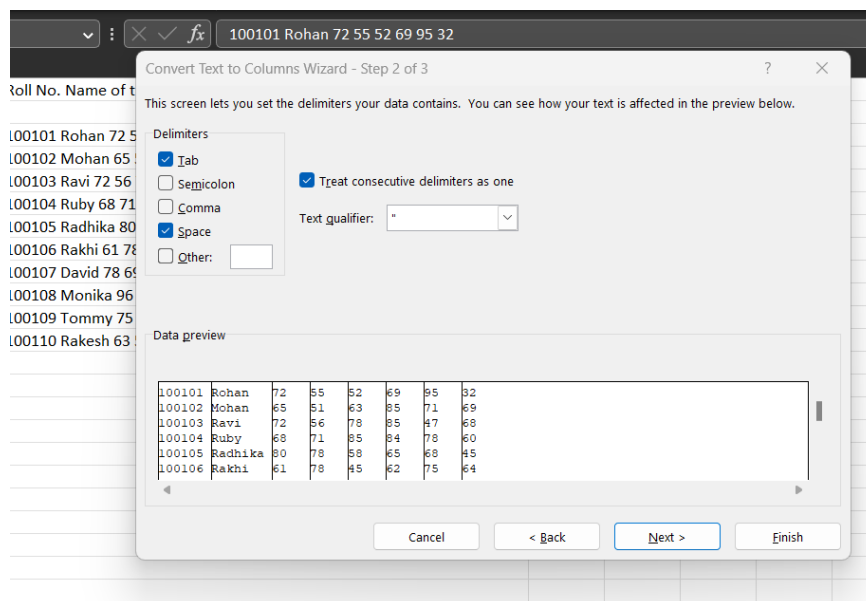 fx 100101 Rohan 72 55 52 69 95 32
Convert Text to Columns Wizard - Step 2 of 3
?
Roll No. Name of t
This screen lets you set the delimiters your data contains. You can see how your text is affected in the preview below.
Delimiters
Tab
Semicolon
Comma
Space
Other:
Treat consecutive delimiters as one
Text qualifier: "
100101 Rohan 72 5
100102 Mohan 65
100103 Ravi 72 56
100104 Ruby 68 71
100105 Radhika 80
100106 Rakhi 61 78
100107 David 78 69
100108 Monika 96
100109 Tommy 75
100110 Rakesh 63
Data preview
100101 Rohan 72 55 52 69 95 32
100102 Mohan 65 51 63 85 71 69
100103 Ravi 72 56 78 85 47 68
100104 Ruby 68 71 85 84 78 60
100105 Radhika 80 78 58 65 68 45
100106 Rakhi 61 78 45 62 75 64
Cancel
< Back
Next >
Finish